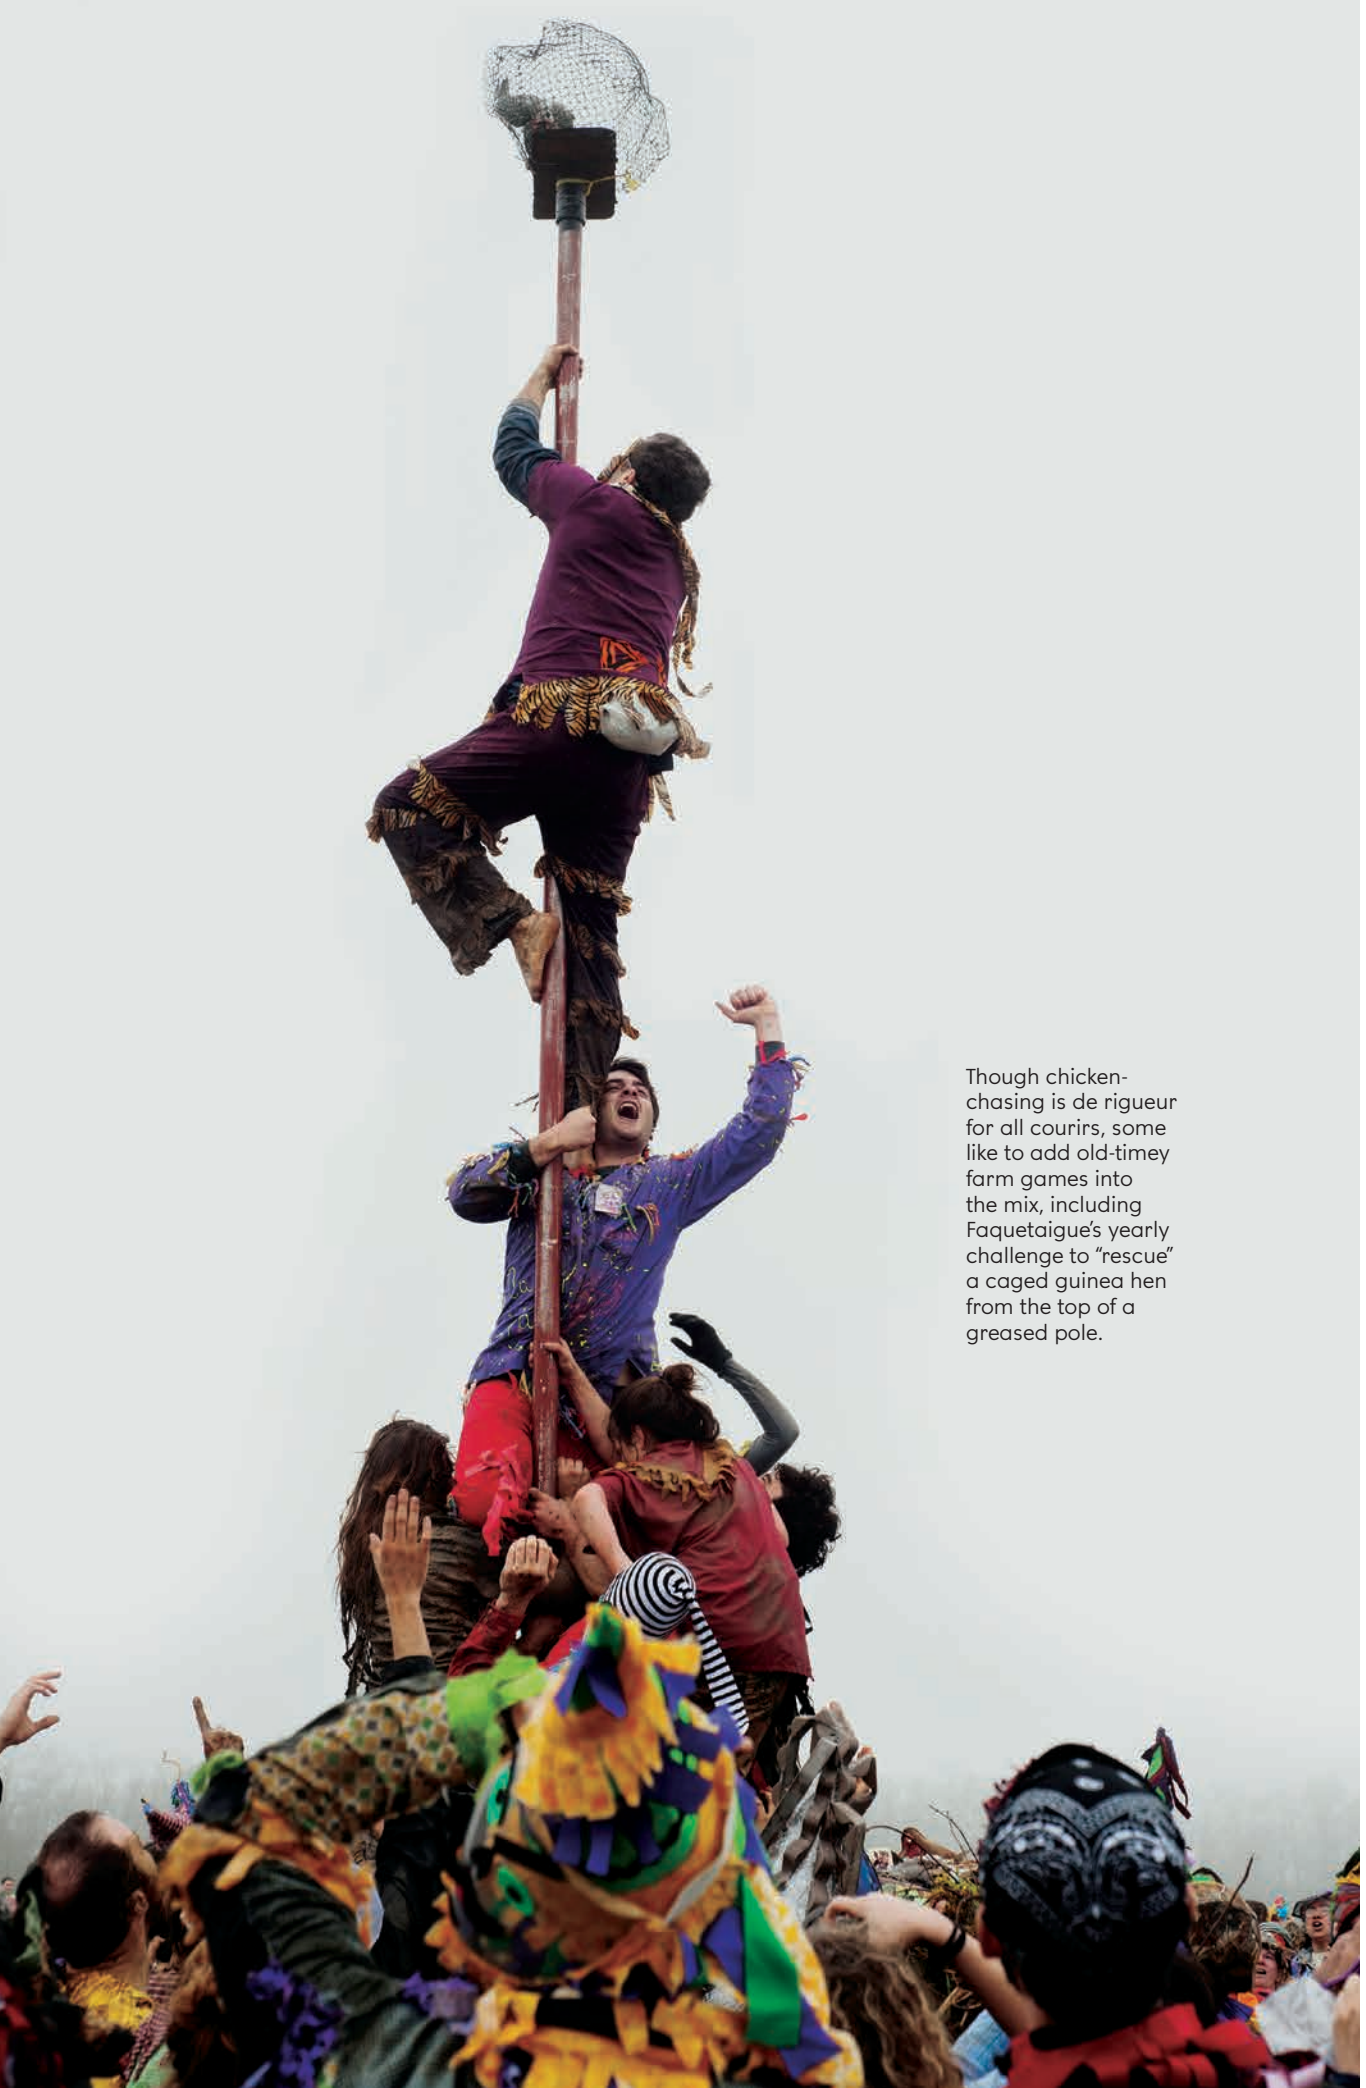 Though chicken-
chasing is de rigueur
for all courirs, some
like to add old-timey
farm games into
the mix, including
Faquetaigue’s yearly
challenge to “rescue”
a caged guinea hen
from the top of a
greased pole.